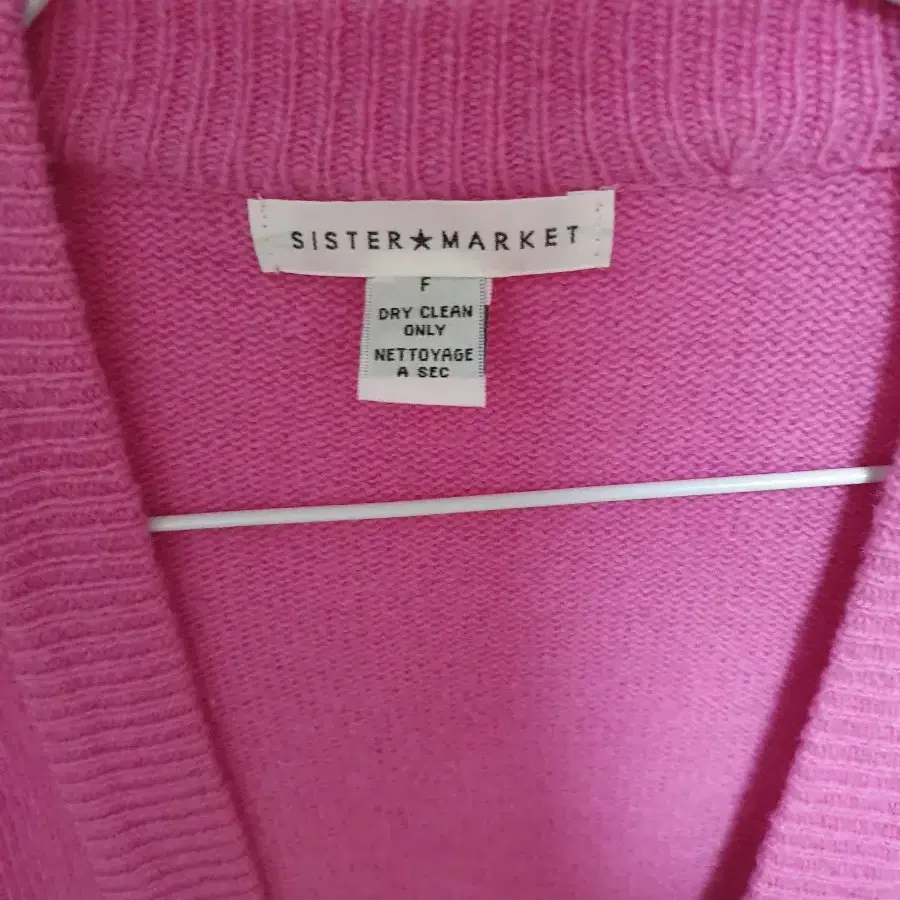 SISTER★MARKET
F
DRY CLEAN
ONLY
NETTOYAGE
A SEC